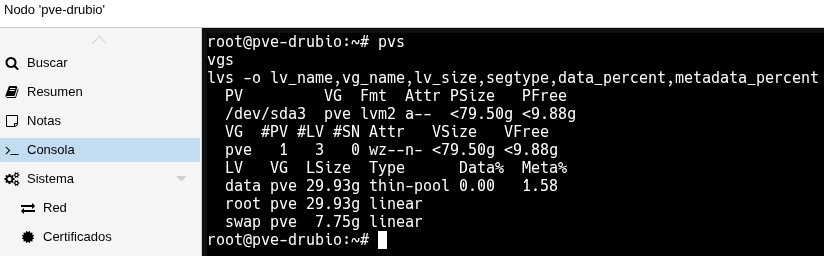 Nodo 'pve-drubio'
Buscar
Resumen
Notas
Consola
Sistema
Red
Certificados
root@pve-drubio:~# pvs
vgs
lvs -o lv_name,vg_name,lv_size,segtype,data_percent,metadata_percent
  PV         VG  Fmt  Attr PSize   PFree
  /dev/sda3  pve lvm2 a--  <79.50g <9.88g
  VG  #PV #LV #SN Attr   VSize   VFree
  pve   1   3   0 wz--n- <79.50g <9.88g
  LV   VG  LSize  Type      Data%  Meta%
  data pve 29.93g thin-pool 0.00   1.58
  root pve 29.93g linear
  swap pve  7.75g linear
root@pve-drubio:~#